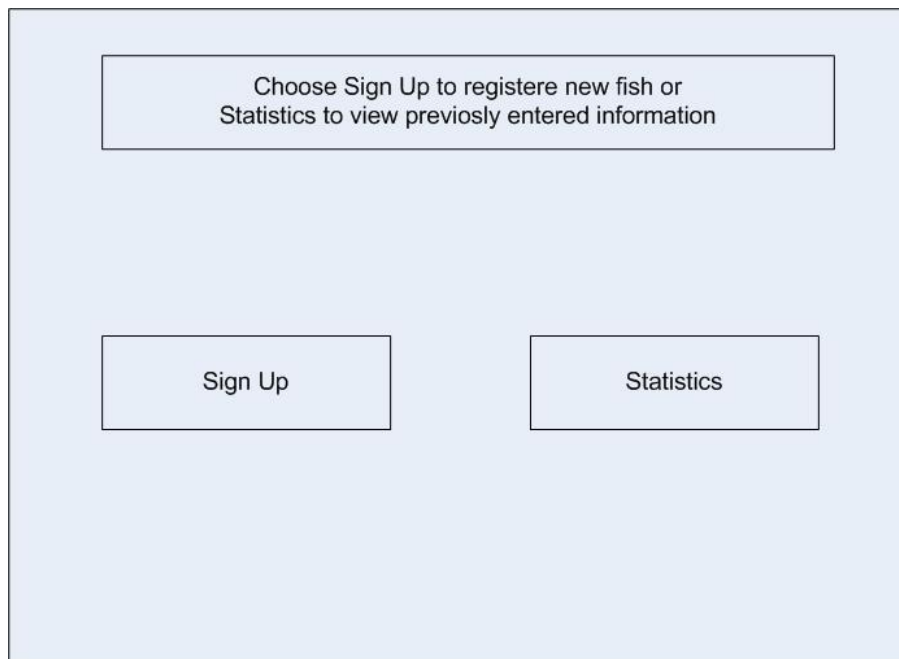 Choose Sign Up to registere new fish or
Statistics to view previosly entered information
Sign Up
Statistics